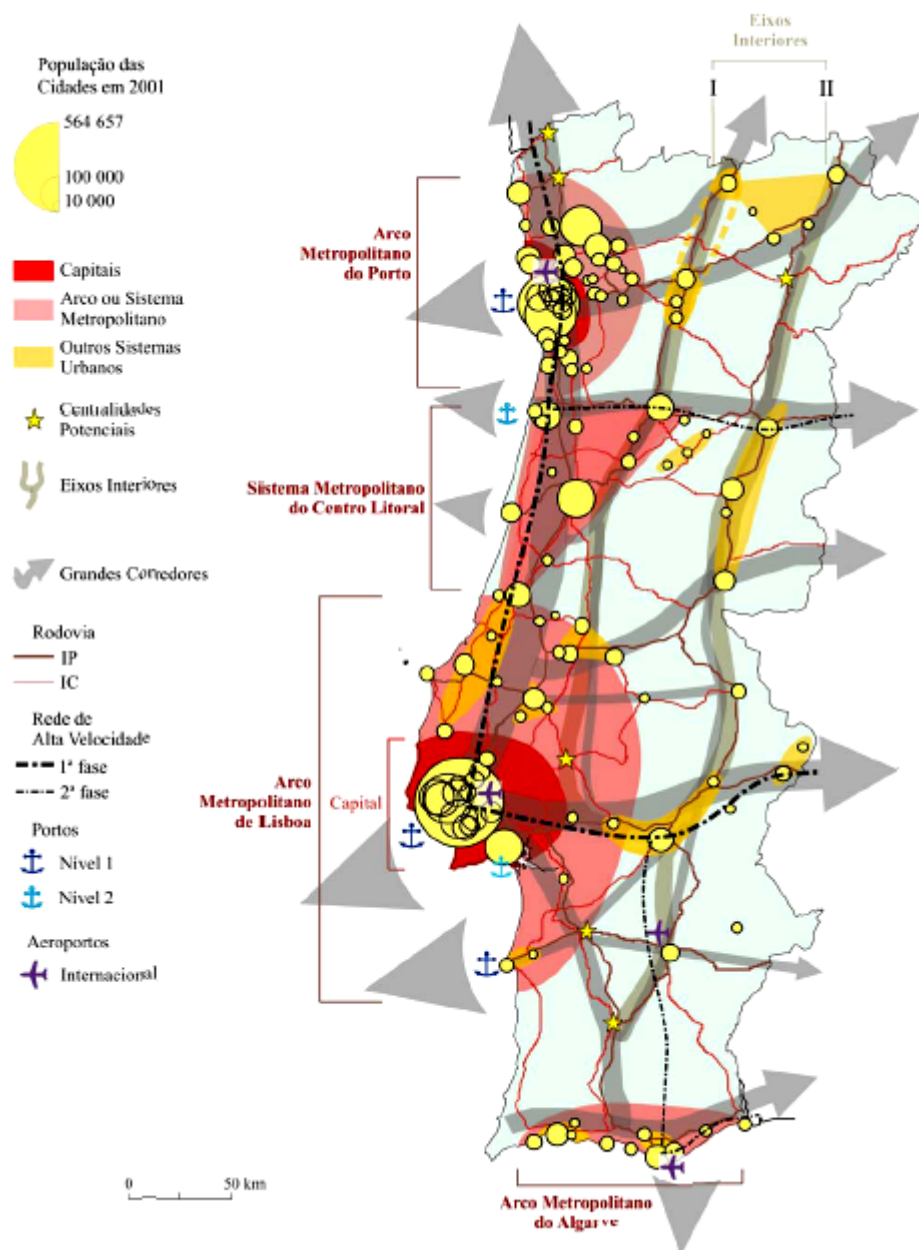 Eixos
Interiores
I
II
População das
Cidades em 2001
564 657
100 000
10 000
Capitais
Arco ou Sistema
Metropolitano
Outros Sistemas
Urbanos
Centralidades
Potenciais
Eixos Interiores
Grandes Corredores
Rodovia
IP
IC
Rede de
Alta Velocidade
1ª fase
2ª fase
Portos
Nível 1
Nível 2
Aeroportos
Internacional
0
50 km
Arco
Metropolitano
do Porto
Sistema Metropolitano
do Centro Litoral
Arco
Metropolitano
de Lisboa
Capital
Arco Metropolitano
do Algarve